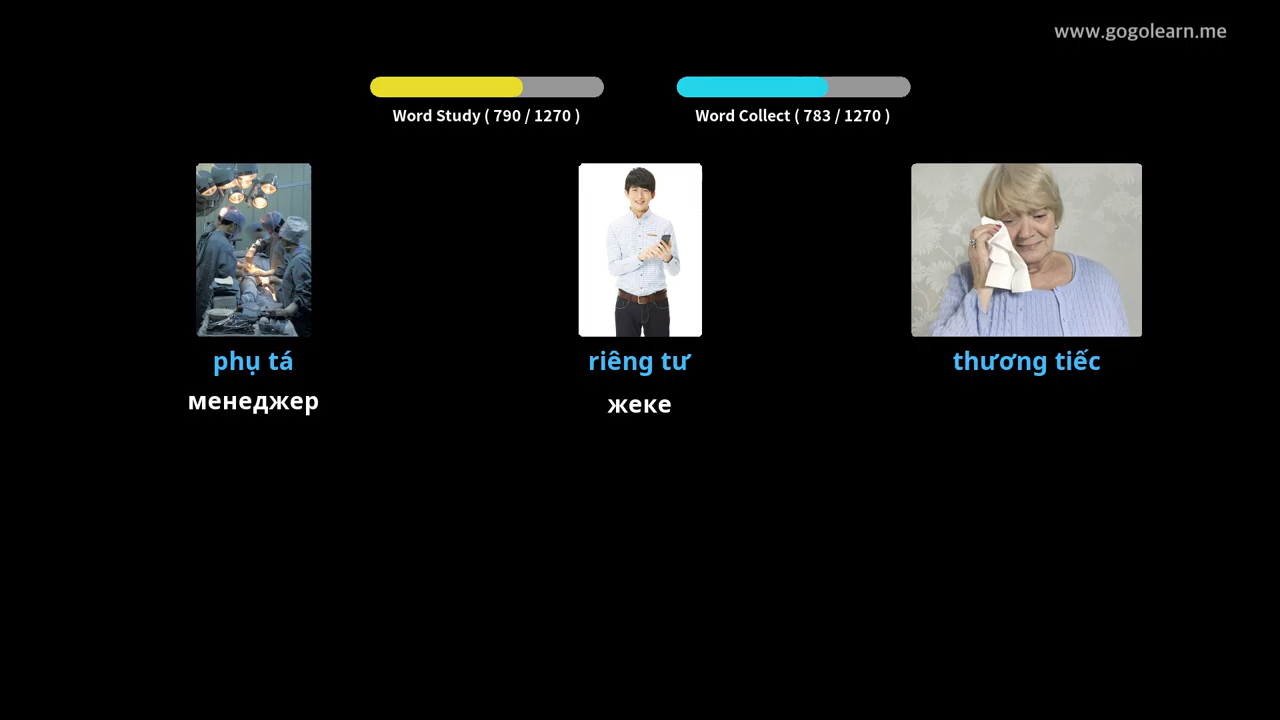 www.gogolearn.me
Word Study ( 790 / 1270 )
Word Collect ( 783 / 1270 )
phụ tá
riêng tư
thương tiếc
менеджер
жеке